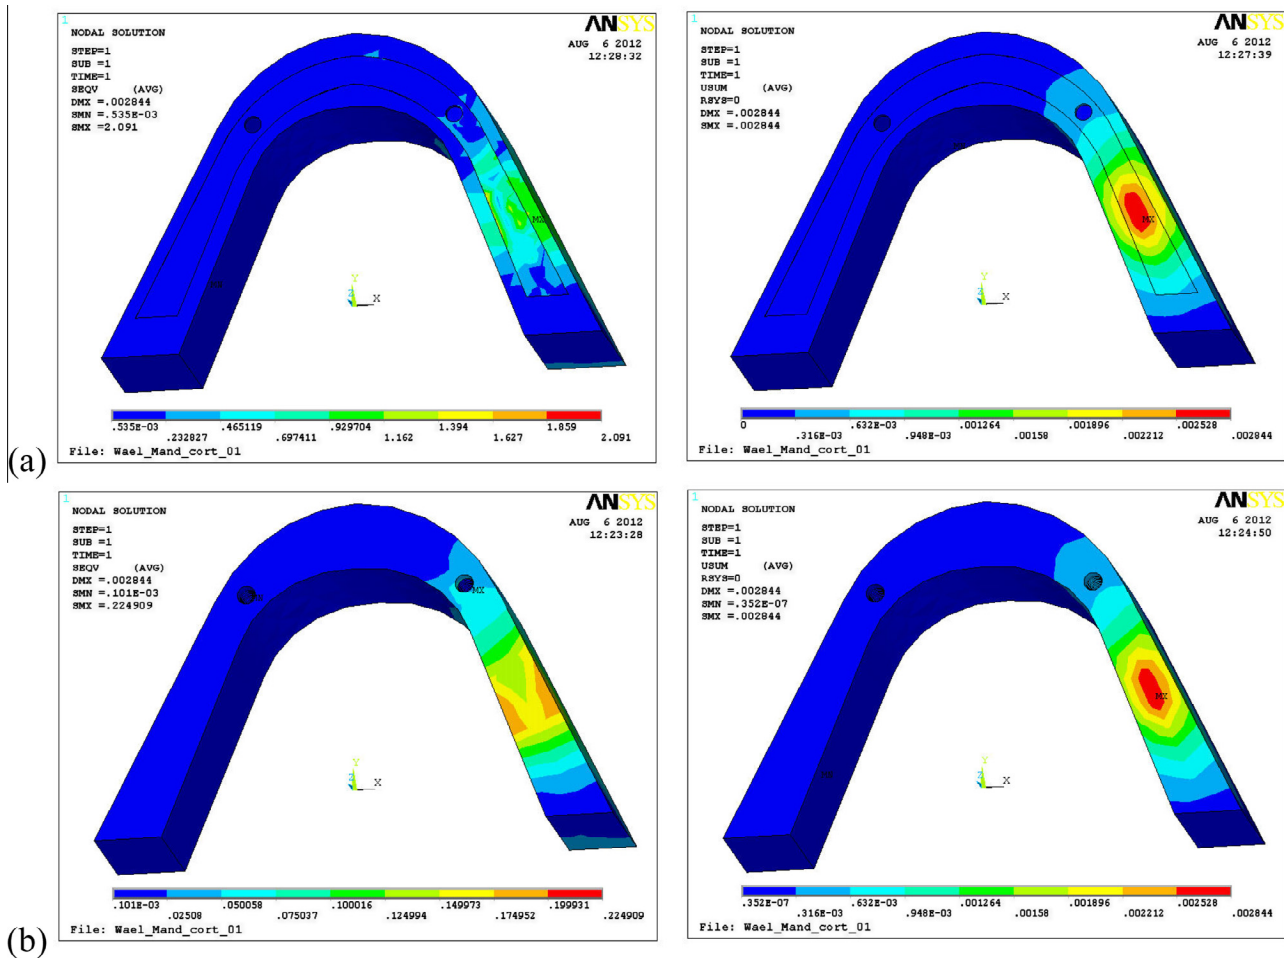 1
NODAL SOLUTION
STEP=1
SUB =1
TIME=1
SEQV (AVG)
DMX =.002844
SMN =.535E-03
SMX =2.091
ANSYS
AUG 6 2012
12:28:32
MX
Y
Z
X
.535E-03 .465119 .929704 1.394 1.859
.232827 .697411 1.162 1.627 2.091
File: Wael_Mand_cort_01
1
NODAL SOLUTION
STEP=1
SUB =1
TIME=1
USUM (AVG)
RSYS=0
DMX =.002844
SMX =.002844
ANSYS
AUG 6 2012
12:27:39
MX
Y
Z
X
0 .632E-03 .001264 .001896 .002528
.316E-03 .948E-03 .00158 .002212 .002844
File: Wael_Mand_cort_01
(a)
1
NODAL SOLUTION
STEP=1
SUB =1
TIME=1
SEQV (AVG)
DMX =.002844
SMN =.101E-03
SMX =.224909
ANSYS
AUG 6 2012
12:23:28
MX
Y
Z
X
.101E-03 .050058 .100016 .149973 .199931
.02508 .075037 .124994 .174952 .224909
File: Wael_Mand_cort_01
1
NODAL SOLUTION
STEP=1
SUB =1
TIME=1
USUM (AVG)
RSYS=0
DMX =.002844
SMN =.352E-07
SMX =.002844
ANSYS
AUG 6 2012
12:24:50
MX
Y
Z
X
.352E-07 .632E-03 .001264 .001896 .002528
.316E-03 .948E-03 .00158 .002212 .002844
File: Wael_Mand_cort_01
(b)